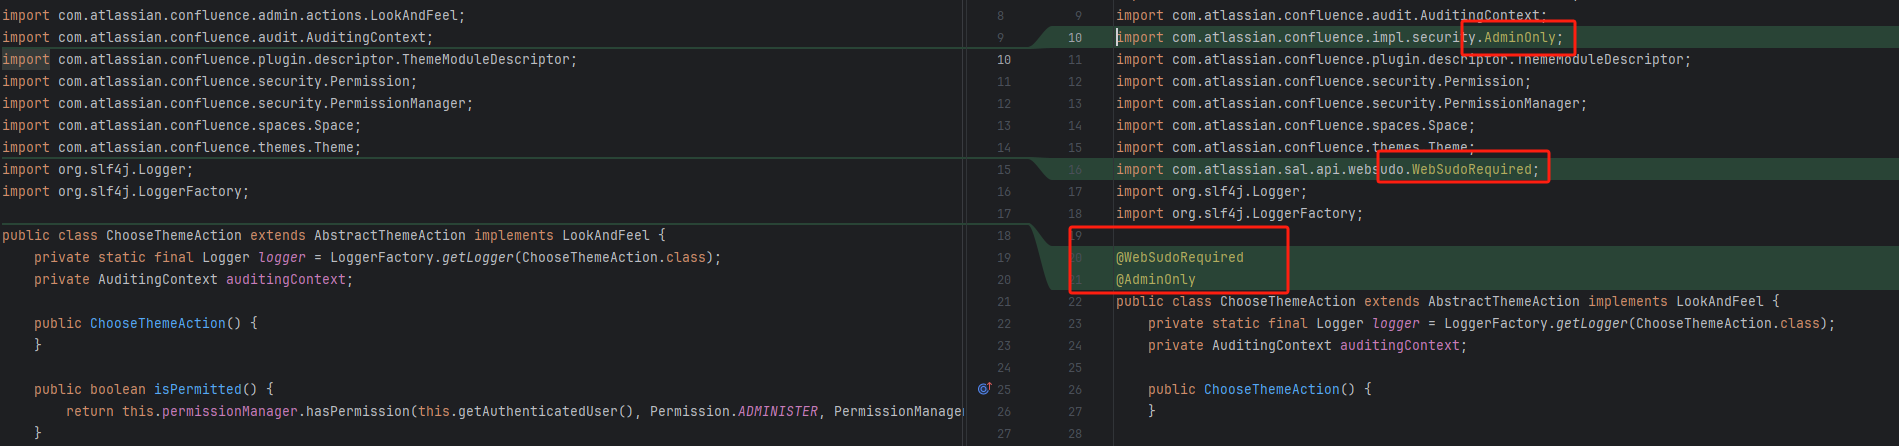 import com.atlassian.confluence.admin.actions.LookAndFeel;
import com.atlassian.confluence.audit.AuditingContext;
import com.atlassian.confluence.plugin.descriptor.ThemeModuleDescriptor;
import com.atlassian.confluence.security.Permission;
import com.atlassian.confluence.security.PermissionManager;
import com.atlassian.confluence.spaces.Space;
import com.atlassian.confluence.themes.Theme;
import org.slf4j.Logger;
import org.slf4j.LoggerFactory;
public class ChooseThemeAction extends AbstractThemeAction implements LookAndFeel {
private static final Logger logger = LoggerFactory.getLogger(ChooseThemeAction.class);
private AuditingContext auditingContext;
public ChooseThemeAction() {
}
public boolean isPermitted() {
return this.permissionManager.hasPermission(this.getAuthenticatedUser(), Permission.ADMINISTER, PermissionManager
}
8 9 import com.atlassian.confluence.audit.AuditingContext;
9 10 import com.atlassian.confluence.impl.security.AdminOnly;
10 11 import com.atlassian.confluence.plugin.descriptor.ThemeModuleDescriptor;
11 12 import com.atlassian.confluence.security.Permission;
12 13 import com.atlassian.confluence.security.PermissionManager;
13 14 import com.atlassian.confluence.spaces.Space;
14 15 import com.atlassian.confluence.themes.Theme;
15 16 import com.atlassian.sal.api.websudo.WebSudoRequired;
16 17 import org.slf4j.Logger;
17 18 import org.slf4j.LoggerFactory;
18 19
19 20 @WebSudoRequired
20 21 @AdminOnly
21 22 public class ChooseThemeAction extends AbstractThemeAction implements LookAndFeel {
22 23 private static final Logger logger = LoggerFactory.getLogger(ChooseThemeAction.class);
23 24 private AuditingContext auditingContext;
24 25
25 26 public ChooseThemeAction() {
26 27 }
27 28